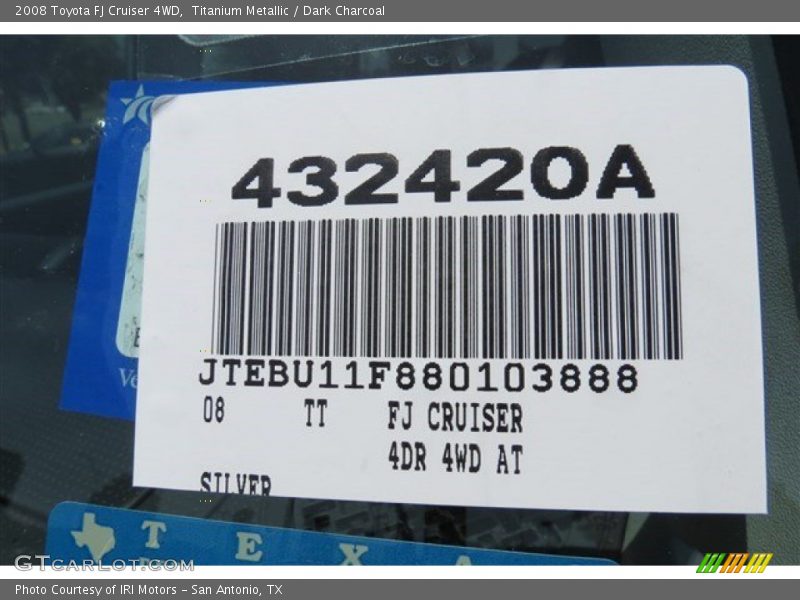 2008 Toyota FJ Cruiser 4WD, Titanium Metallic / Dark Charcoal
432420A
JTEBU11F880103888
08 TT FJ CRUISER
4DR 4WD AT
SILVER
TEXA
GTcarlot.com
Photo Courtesy of IRI Motors - San Antonio, TX